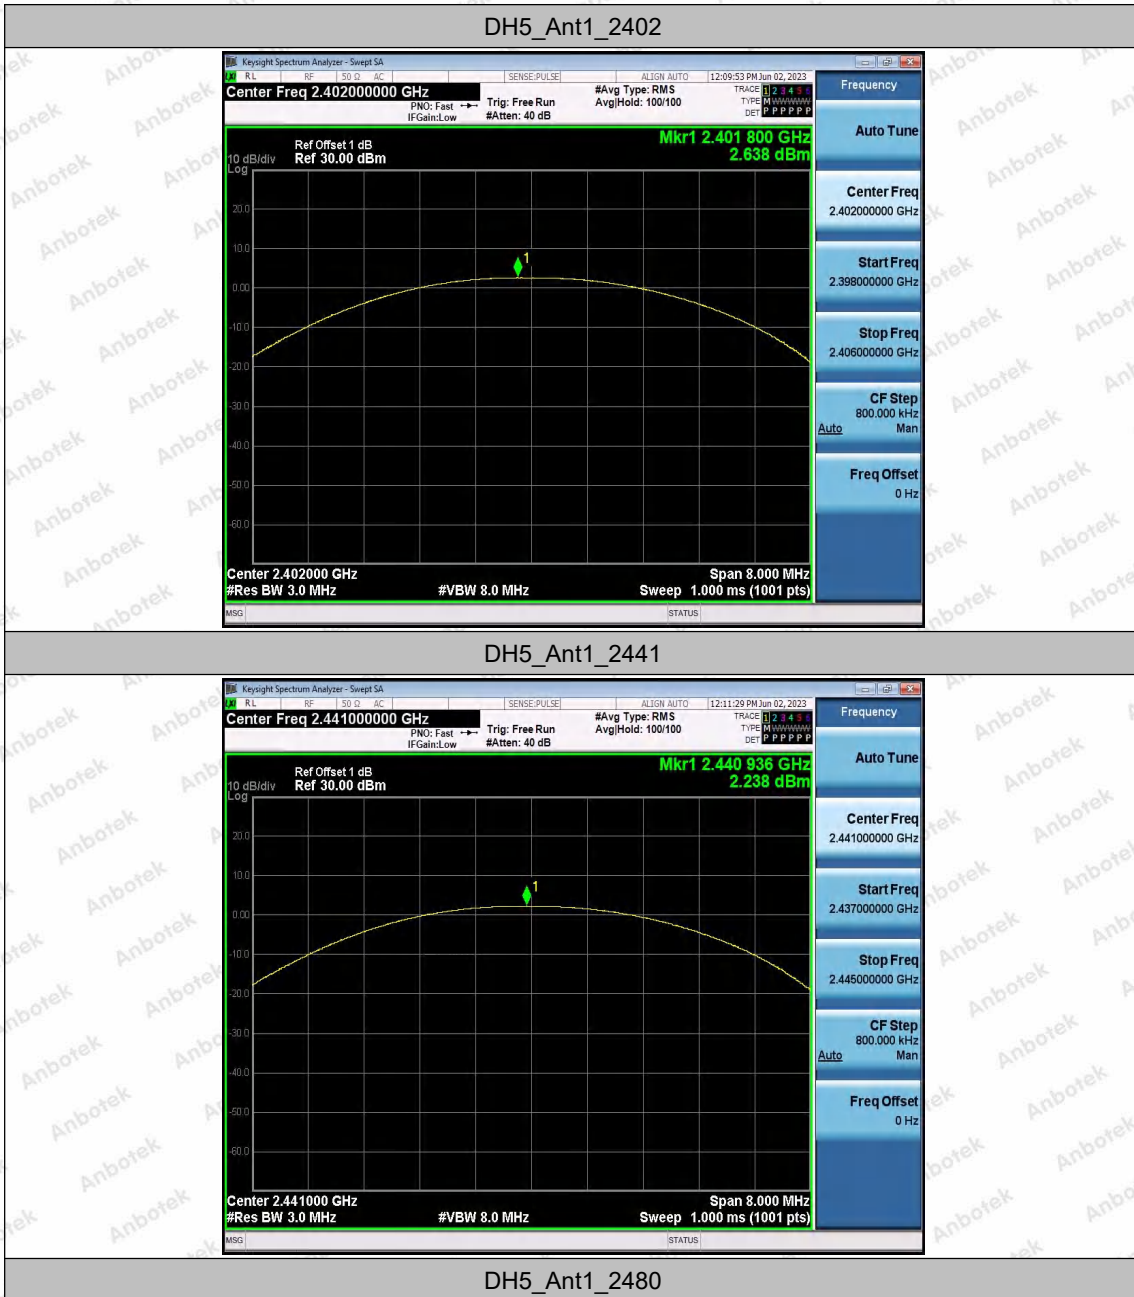 DH5_Ant1_2402
Keysight Spectrum Analyzer - Swept SA
LXI RL RF 50 Ω AC SENSE:PULSE ALIGN AUTO 12:09:53 PM Jun 02, 2023
Center Freq 2.402000000 GHz #Avg Type: RMS TRACE 1 2 3 4 5 6
PNO: Fast Trig: Free Run Avg|Hold: 100/100 TYPE M WWWWW
IFGain:Low #Atten: 40 dB DET P P P P P P
Mkr1 2.401 800 GHz
2.638 dBm
Ref Offset 1 dB
10 dB/div Ref 30.00 dBm
Log
20.0
10.0
1
0.00
-10.0
-20.0
-30.0
-40.0
-50.0
-60.0
Center 2.402000 GHz Span 8.000 MHz
#Res BW 3.0 MHz #VBW 8.0 MHz Sweep 1.000 ms (1001 pts)
MSG STATUS
Frequency
Auto Tune
Center Freq
2.402000000 GHz
Start Freq
2.398000000 GHz
Stop Freq
2.406000000 GHz
CF Step
800.000 kHz
Auto Man
Freq Offset
0 Hz
DH5_Ant1_2441
Keysight Spectrum Analyzer - Swept SA
LXI RL RF 50 Ω AC SENSE:PULSE ALIGN AUTO 12:11:29 PM Jun 02, 2023
Center Freq 2.441000000 GHz #Avg Type: RMS TRACE 1 2 3 4 5 6
PNO: Fast Trig: Free Run Avg|Hold: 100/100 TYPE M WWWWW
IFGain:Low #Atten: 40 dB DET P P P P P P
Mkr1 2.440 936 GHz
2.238 dBm
Ref Offset 1 dB
10 dB/div Ref 30.00 dBm
Log
20.0
10.0
1
0.00
-10.0
-20.0
-30.0
-40.0
-50.0
-60.0
Center 2.441000 GHz Span 8.000 MHz
#Res BW 3.0 MHz #VBW 8.0 MHz Sweep 1.000 ms (1001 pts)
MSG STATUS
Frequency
Auto Tune
Center Freq
2.441000000 GHz
Start Freq
2.437000000 GHz
Stop Freq
2.445000000 GHz
CF Step
800.000 kHz
Auto Man
Freq Offset
0 Hz
DH5_Ant1_2480